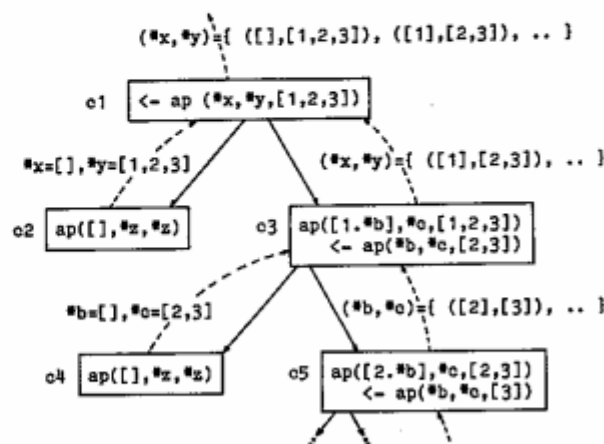 (*x,*y)={ ([],[1,2,3]), ([1],[2,3]), .. }
c1 <- ap (*x,*y,[1,2,3])
*x=[],*y=[1,2,3]
(*x,*y)={ ([1],[2,3]), .. }
c2 ap([],*z,*z)
c3 ap([1.*b],*c,[1,2,3])
<- ap(*b,*c,[2,3])
*b=[],*c=[2,3]
(*b,*c)={ ([2],[3]), .. }
c4 ap([],*z,*z)
c5 ap([2.*b],*c,[2,3])
<- ap(*b,*c,[3])